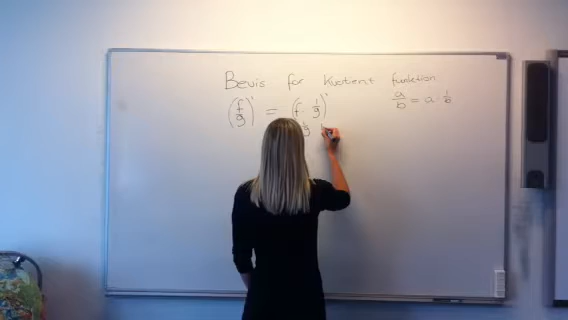 Bevis for Kvotient funktion
(f/g)' = (f · 1/g)'
a/b = a · 1/b